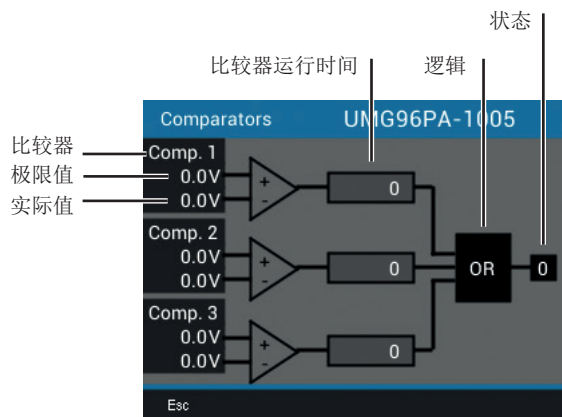 状态
比较器运行时间
逻辑
Comparators UMG96PA-1005
比较器
Comp. 1
极限值
0.0V + 0
实际值
0.0V -
Comp. 2
0.0V + 0 OR 0
0.0V -
Comp. 3
0.0V + 0
0.0V -
Esc